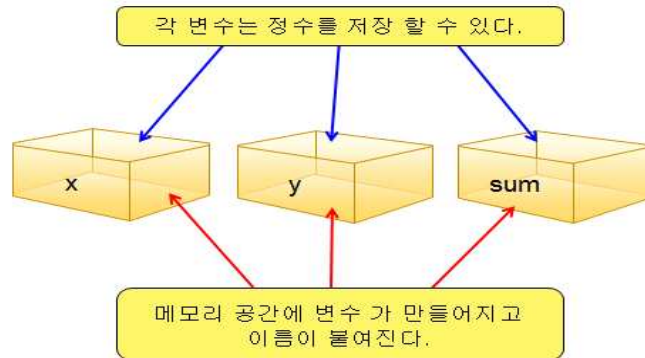 각 변수는 정수를 저장 할 수 있다.
x
y
sum
메모리 공간에 변수 가 만들어지고
이름이 붙여진다.